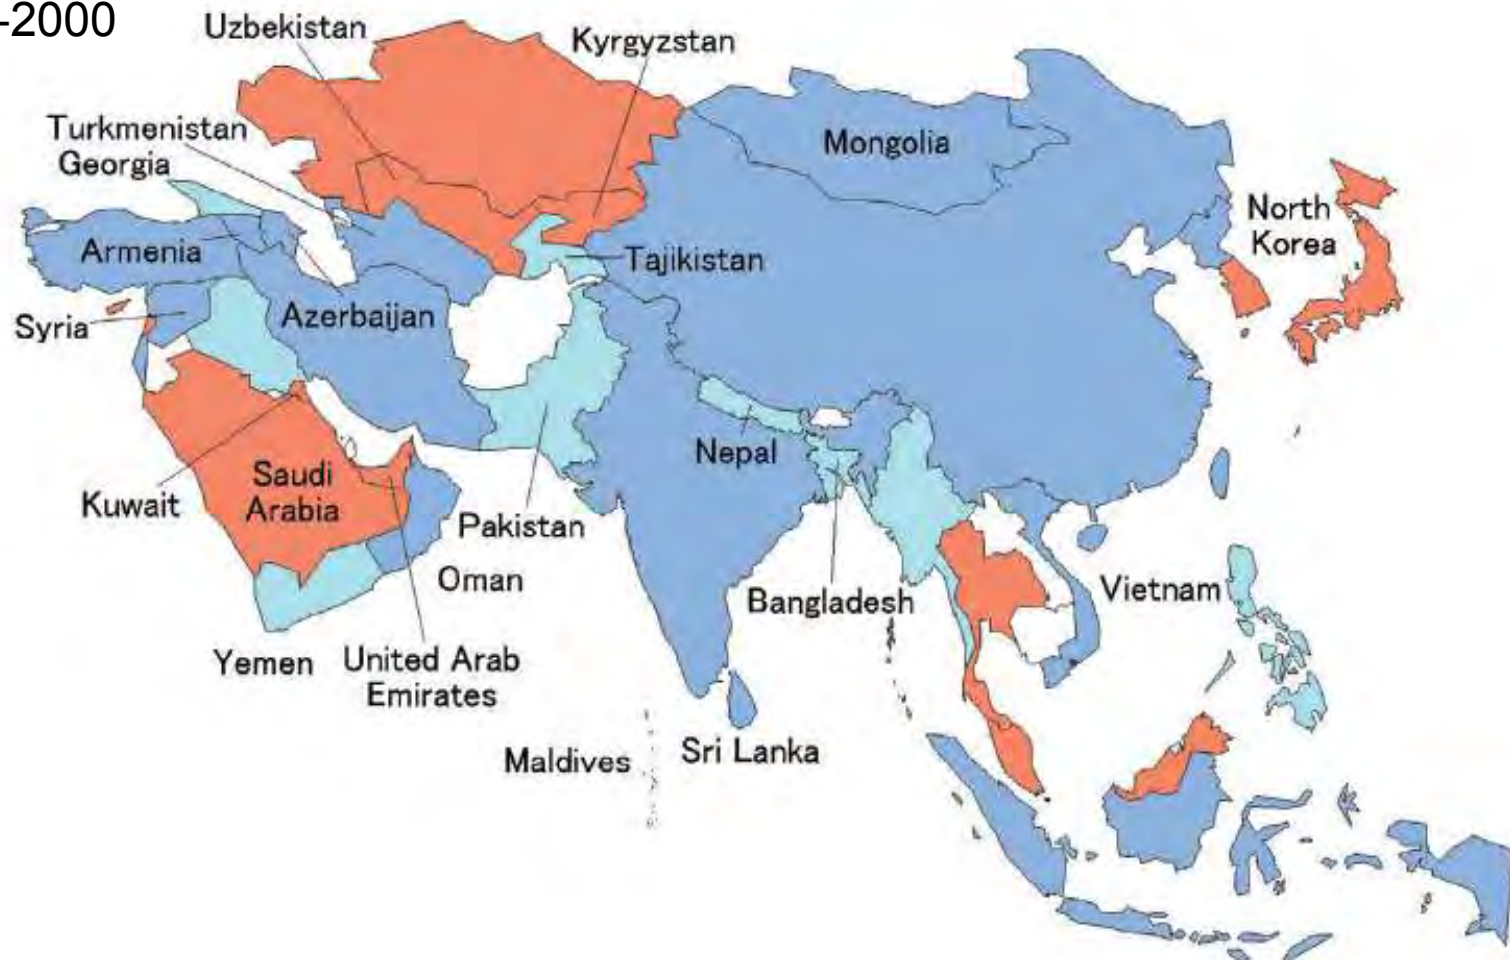 -2000
Uzbekistan
Kyrgyzstan
Turkmenistan
Georgia
Mongolia
North
Korea
Armenia
Tajikistan
Syria
Azerbaijan
Nepal
Saudi
Arabia
Kuwait
Pakistan
Oman
Bangladesh
Vietnam
Yemen
United Arab
Emirates
Maldives
Sri Lanka